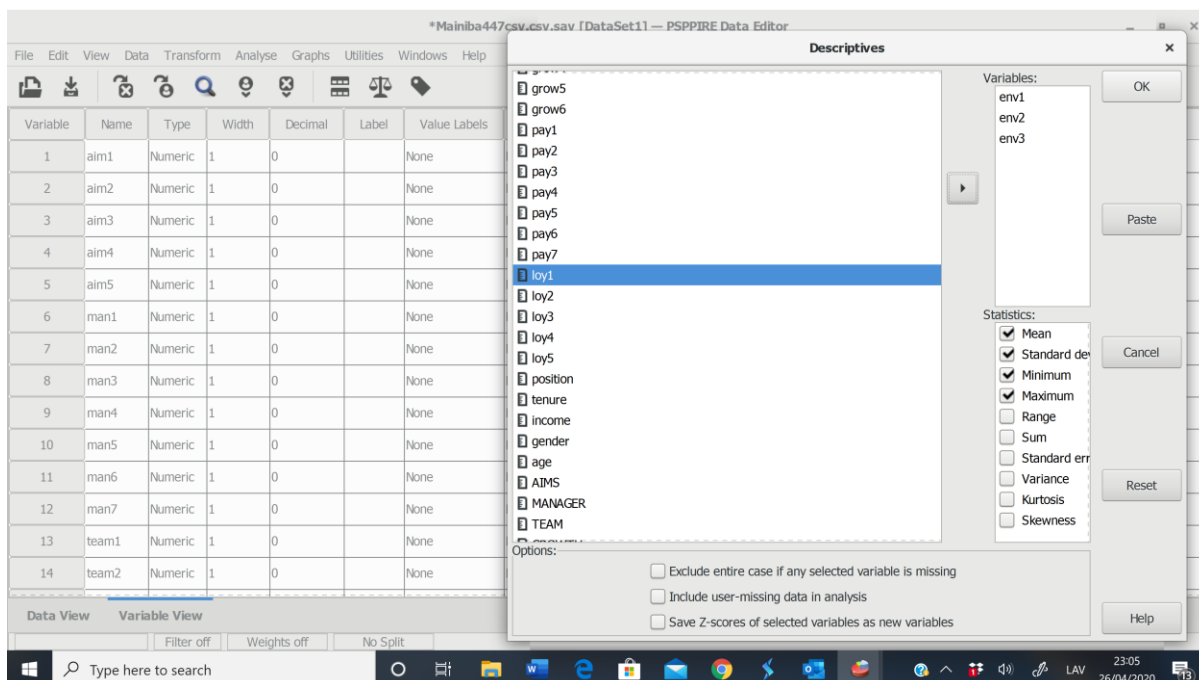 *Mainiba447csv.csv.sav [DataSet1] — PSPPIRE Data Editor
File Edit View Data Transform Analyse Graphs Utilities Windows Help
Variable Name Type Width Decimal Label Value Labels
1 aim1 Numeric 1 0 None
2 aim2 Numeric 1 0 None
3 aim3 Numeric 1 0 None
4 aim4 Numeric 1 0 None
5 aim5 Numeric 1 0 None
6 man1 Numeric 1 0 None
7 man2 Numeric 1 0 None
8 man3 Numeric 1 0 None
9 man4 Numeric 1 0 None
10 man5 Numeric 1 0 None
11 man6 Numeric 1 0 None
12 man7 Numeric 1 0 None
13 team1 Numeric 1 0 None
14 team2 Numeric 1 0 None
Data View Variable View
Filter off Weights off No Split
Descriptives
grow5
grow6
pay1
pay2
pay3
pay4
pay5
pay6
pay7
loy1
loy2
loy3
loy4
loy5
position
tenure
income
gender
age
AIMS
MANAGER
TEAM
Variables:
env1
env2
env3
Statistics:
Mean
Standard dev
Minimum
Maximum
Range
Sum
Standard err
Variance
Kurtosis
Skewness
OK
Paste
Cancel
Reset
Help
Options:
Exclude entire case if any selected variable is missing
Include user-missing data in analysis
Save Z-scores of selected variables as new variables
Type here to search
LAV
23:05
26/04/2020
13